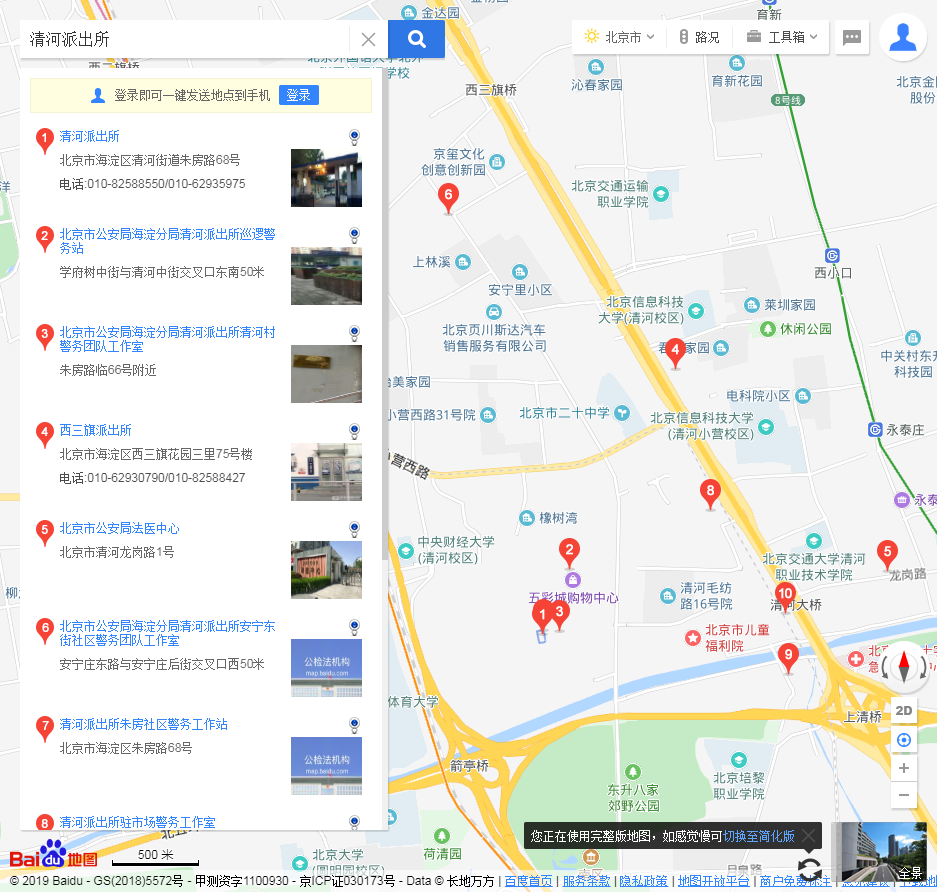 清河派出所
登录即可一键发送地点到手机 登录
1
清河派出所
北京市海淀区清河街道朱房路68号
电话:010-82588550/010-62935975
2
北京市公安局海淀分局清河派出所巡逻警
务站
学府树中街与清河中街交叉口东南50米
3
北京市公安局海淀分局清河派出所清河村
警务团队工作室
朱房路临66号附近
4
西三旗派出所
北京市海淀区西三旗花园三里75号楼
电话:010-62930790/010-82588427
5
北京市公安局法医中心
北京市清河龙岗路1号
6
北京市公安局海淀分局清河派出所安宁东
街社区警务团队工作室
安宁庄东路与安宁庄后街交叉口西50米
公检法机构
map.baidu.com
7
清河派出所朱房社区警务工作站
北京市海淀区朱房路68号
公检法机构
map.baidu.com
8
清河派出所驻市场警务工作室
北京市
路况
工具箱
金达园
育新
西三旗桥
沁春家园
育新花园
北京金
股份
8号线
京玺文化
创意创新园
6
北京交通运输
职业学院
上林溪
安宁里小区
西小口
北京信息科技
大学(清河校区)
莱圳家园
休闲公园
北京页川斯达汽车
销售服务有限公司
4
家园
中关村东升
科技园
美家园
小营西路31号院
北京市二十中学
电科院小区
北京信息科技大学
(清河小营校区)
永泰庄
小营西路
8
永泰
橡树湾
中央财经大学
(清河校区)
2
五彩城购物中心
北京交通大学清河
职业技术学院
5
龙岗路
清河毛纺
路16号院
10
清河大桥
1
3
北京市儿童
福利院
9
体育大学
上清桥
箭亭桥
北京培黎
职业学院
东升八家
郊野公园
荷清园
北京大学
2D
您正在使用完整版地图，如感觉慢可切换至简化版
全景
Bai du 地图
500 米
© 2019 Baidu - GS(2018)5572号 - 甲测资字1100930 - 京ICP证030173号 - Data © 长地万方 | 百度首页 | 服务条款 | 隐私政策 | 地图开放平台 | 商户免费标注